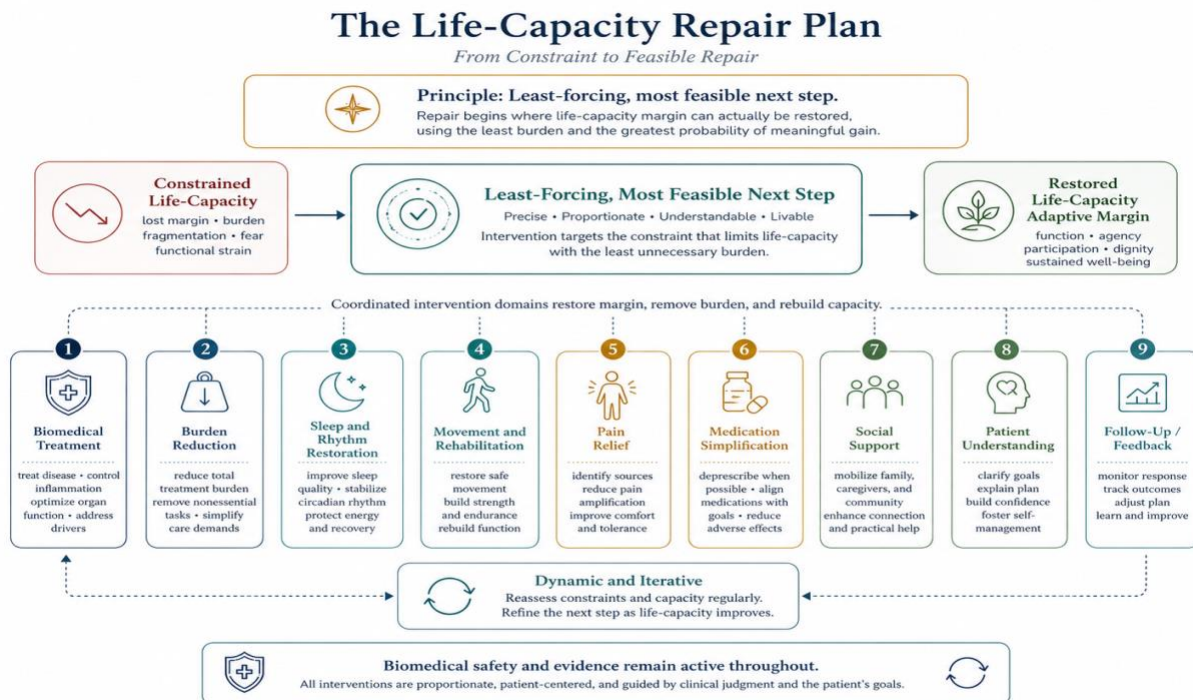 The Life-Capacity Repair Plan
From Constraint to Feasible Repair
Principle: Least-forcing, most feasible next step.
Repair begins where life-capacity margin can actually be restored,
using the least burden and the greatest probability of meaningful gain.
Constrained
Life-Capacity
lost margin • burden
fragmentation • fear
functional strain
Least-Forcing, Most Feasible Next Step
Precise • Proportionate • Understandable • Livable
Intervention targets the constraint that limits life-capacity
with the least unnecessary burden.
Restored
Life-Capacity
Adaptive Margin
function • agency
participation • dignity
sustained well-being
Coordinated intervention domains restore margin, remove burden, and rebuild capacity.
1
Biomedical
Treatment
treat disease • control
inflammation
optimize organ
function • address
drivers
2
Burden
Reduction
reduce total
treatment burden
remove nonessential
tasks • simplify
care demands
3
Sleep and
Rhythm
Restoration
improve sleep
quality • stabilize
circadian rhythm
protect energy
and recovery
4
Movement and
Rehabilitation
restore safe
movement
build strength
and endurance
rebuild function
5
Pain
Relief
identify sources
reduce pain
amplification
improve comfort
and tolerance
6
Medication
Simplification
deprescribe when
possible • align
medications with
goals • reduce
adverse effects
7
Social
Support
mobilize family,
caregivers, and
community
enhance connection
and practical help
8
Patient
Understanding
clarify goals
explain plan
build confidence
foster self-
management
9
Follow-Up /
Feedback
monitor response
track outcomes
adjust plan
learn and improve
Dynamic and Iterative
Reassess constraints and capacity regularly.
Refine the next step as life-capacity improves.
Biomedical safety and evidence remain active throughout.
All interventions are proportionate, patient-centered, and guided by clinical judgment and the patient's goals.